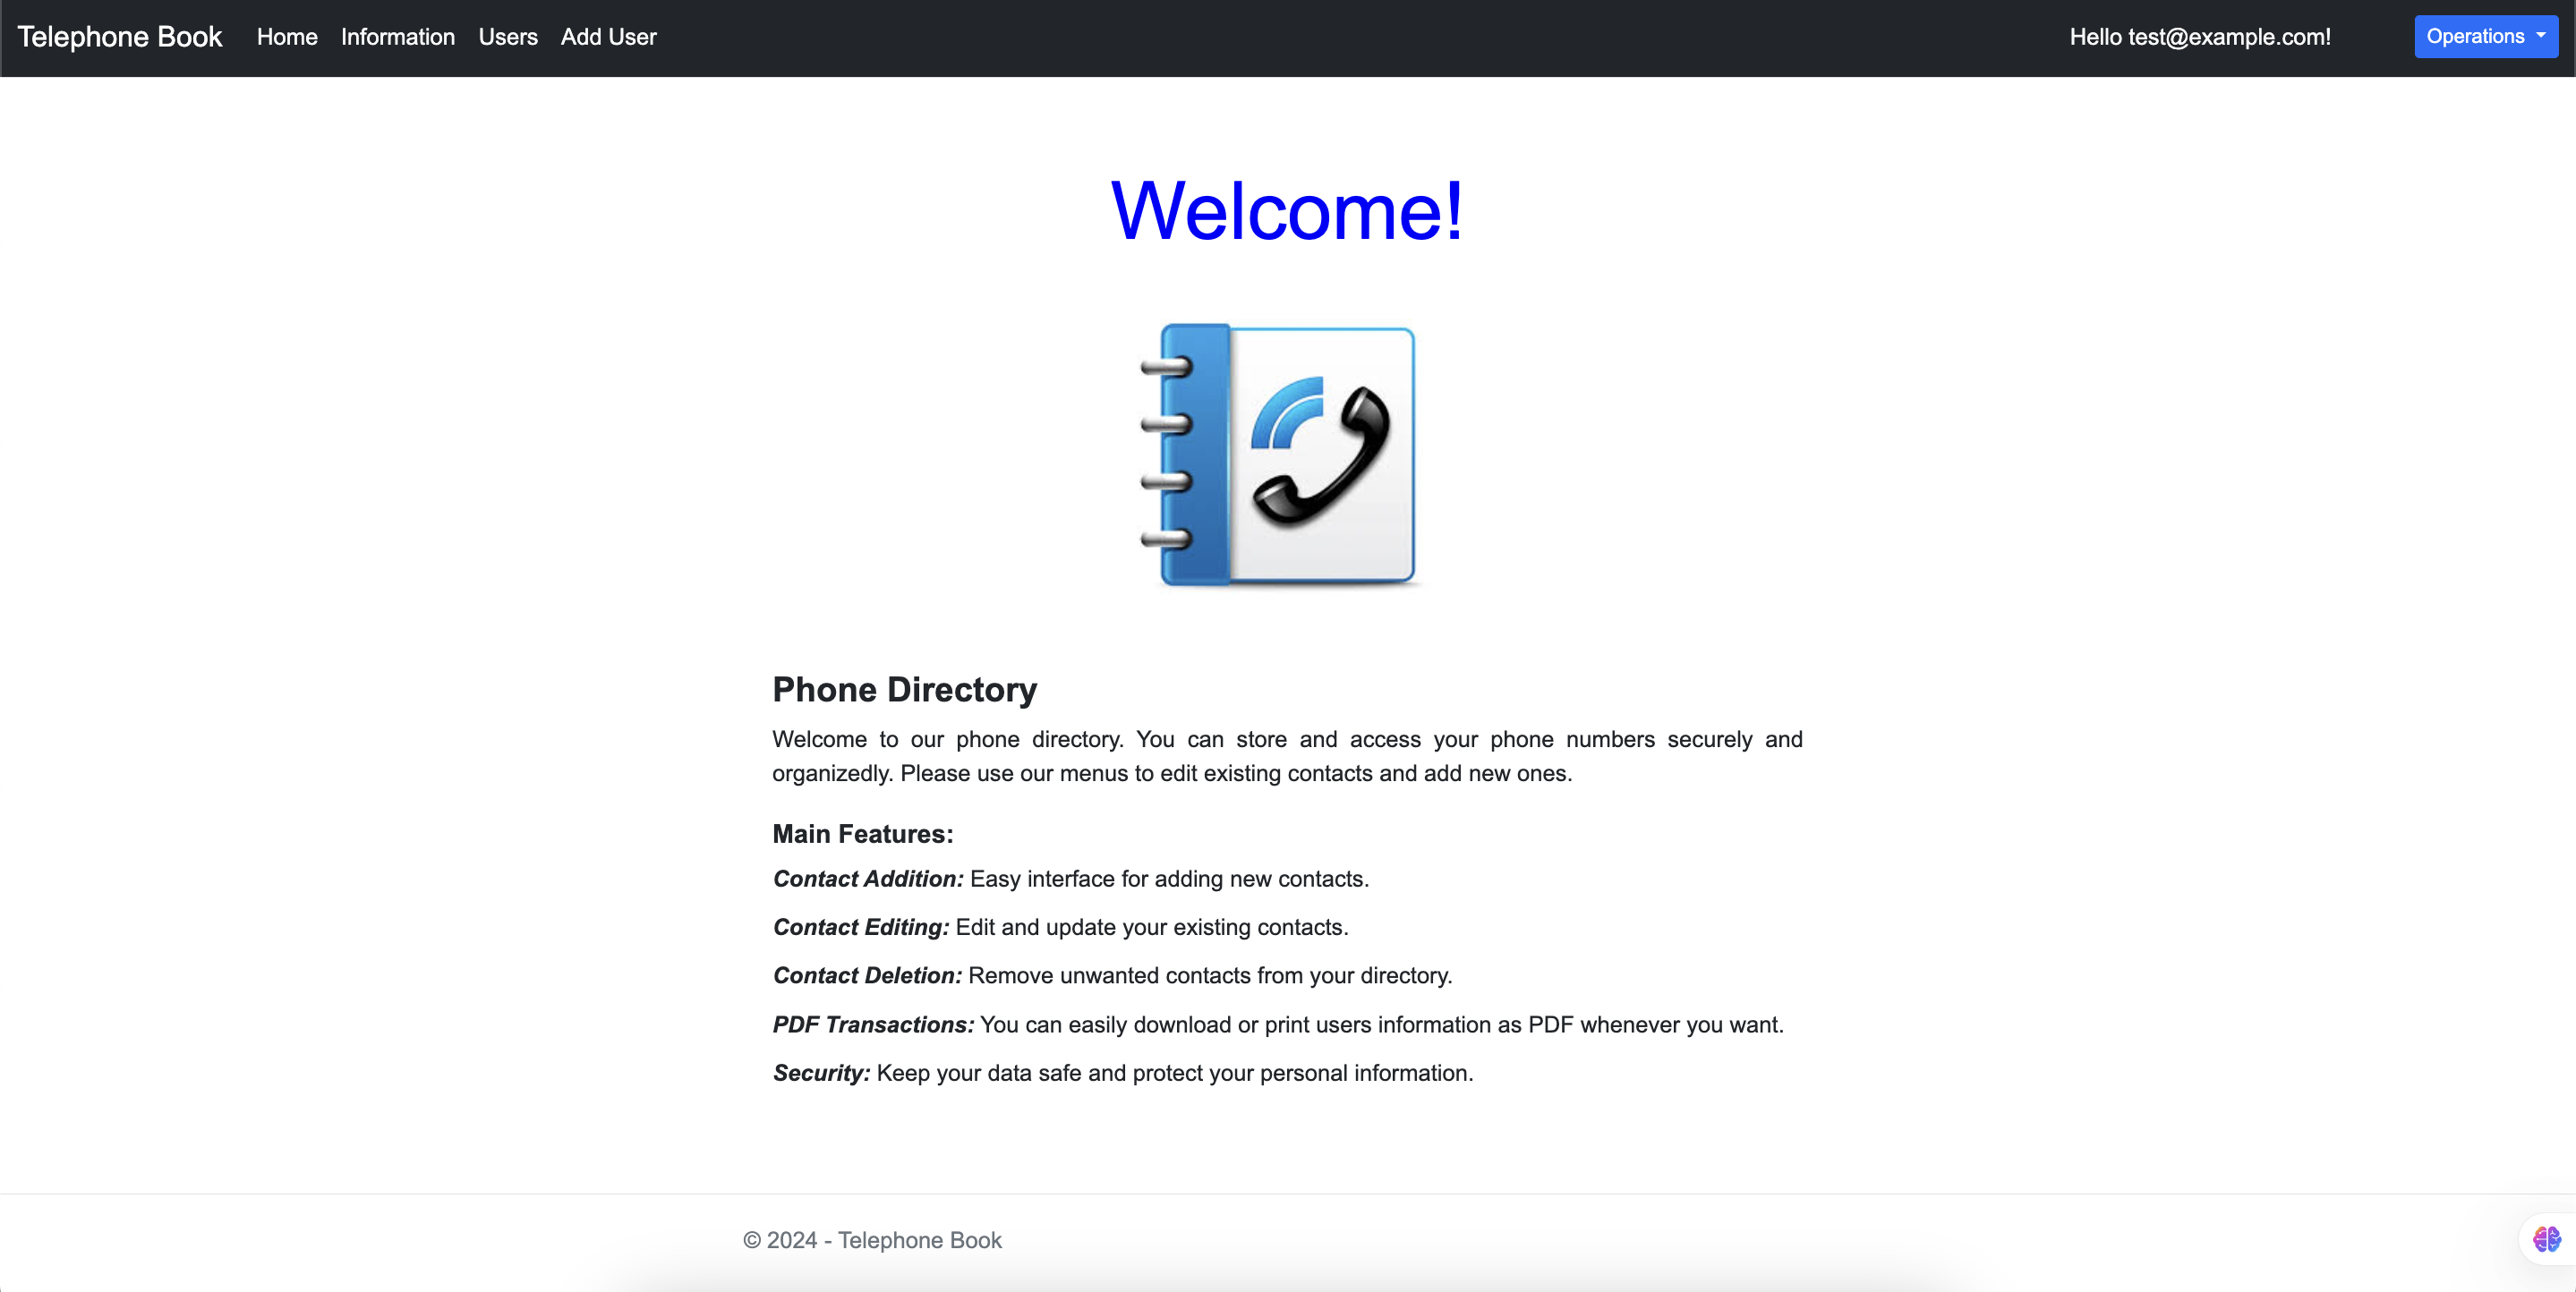 Telephone Book Home Information Users Add User Hello test@example.com! Operations
Welcome!
Phone Directory
Welcome to our phone directory. You can store and access your phone numbers securely and
organizedly. Please use our menus to edit existing contacts and add new ones.
Main Features:
Contact Addition: Easy interface for adding new contacts.
Contact Editing: Edit and update your existing contacts.
Contact Deletion: Remove unwanted contacts from your directory.
PDF Transactions: You can easily download or print users information as PDF whenever you want.
Security: Keep your data safe and protect your personal information.
© 2024 - Telephone Book